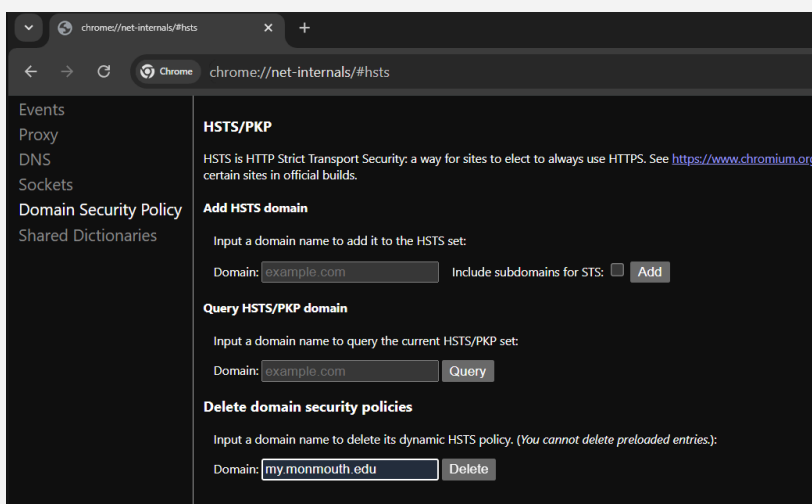 chrome://net-internals/#hsts
Chrome chrome://net-internals/#hsts
Events
Proxy
DNS
Sockets
Domain Security Policy
Shared Dictionaries
HSTS/PKP
HSTS is HTTP Strict Transport Security: a way for sites to elect to always use HTTPS. See https://www.chromium.org
certain sites in official builds.
Add HSTS domain
Input a domain name to add it to the HSTS set:
Domain: example.com Include subdomains for STS: Add
Query HSTS/PKP domain
Input a domain name to query the current HSTS/PKP set:
Domain: example.com Query
Delete domain security policies
Input a domain name to delete its dynamic HSTS policy. (You cannot delete preloaded entries.):
Domain: my.monmouth.edu Delete